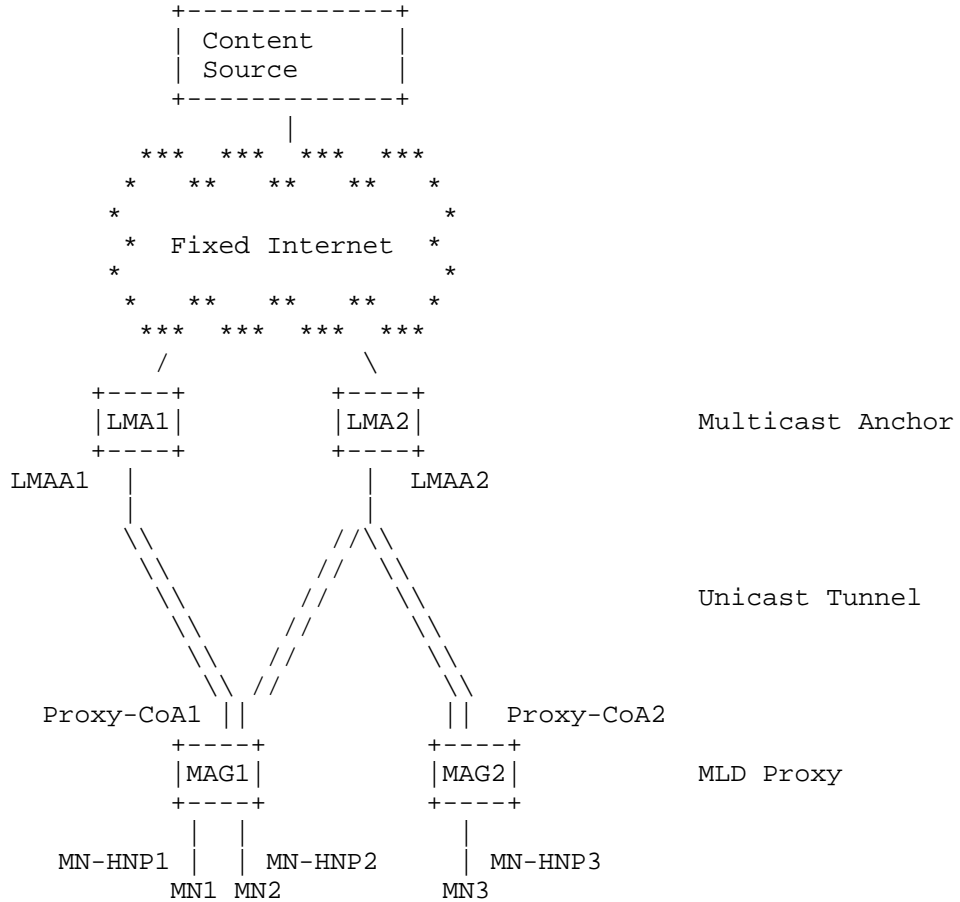 Content
Source
Fixed Internet
LMA1 LMA2 Multicast Anchor
LMAA1 LMAA2
Unicast Tunnel
Proxy-CoA1 Proxy-CoA2
MAG1 MAG2 MLD Proxy
MN-HNP1 MN-HNP2 MN-HNP3
MN1 MN2 MN3